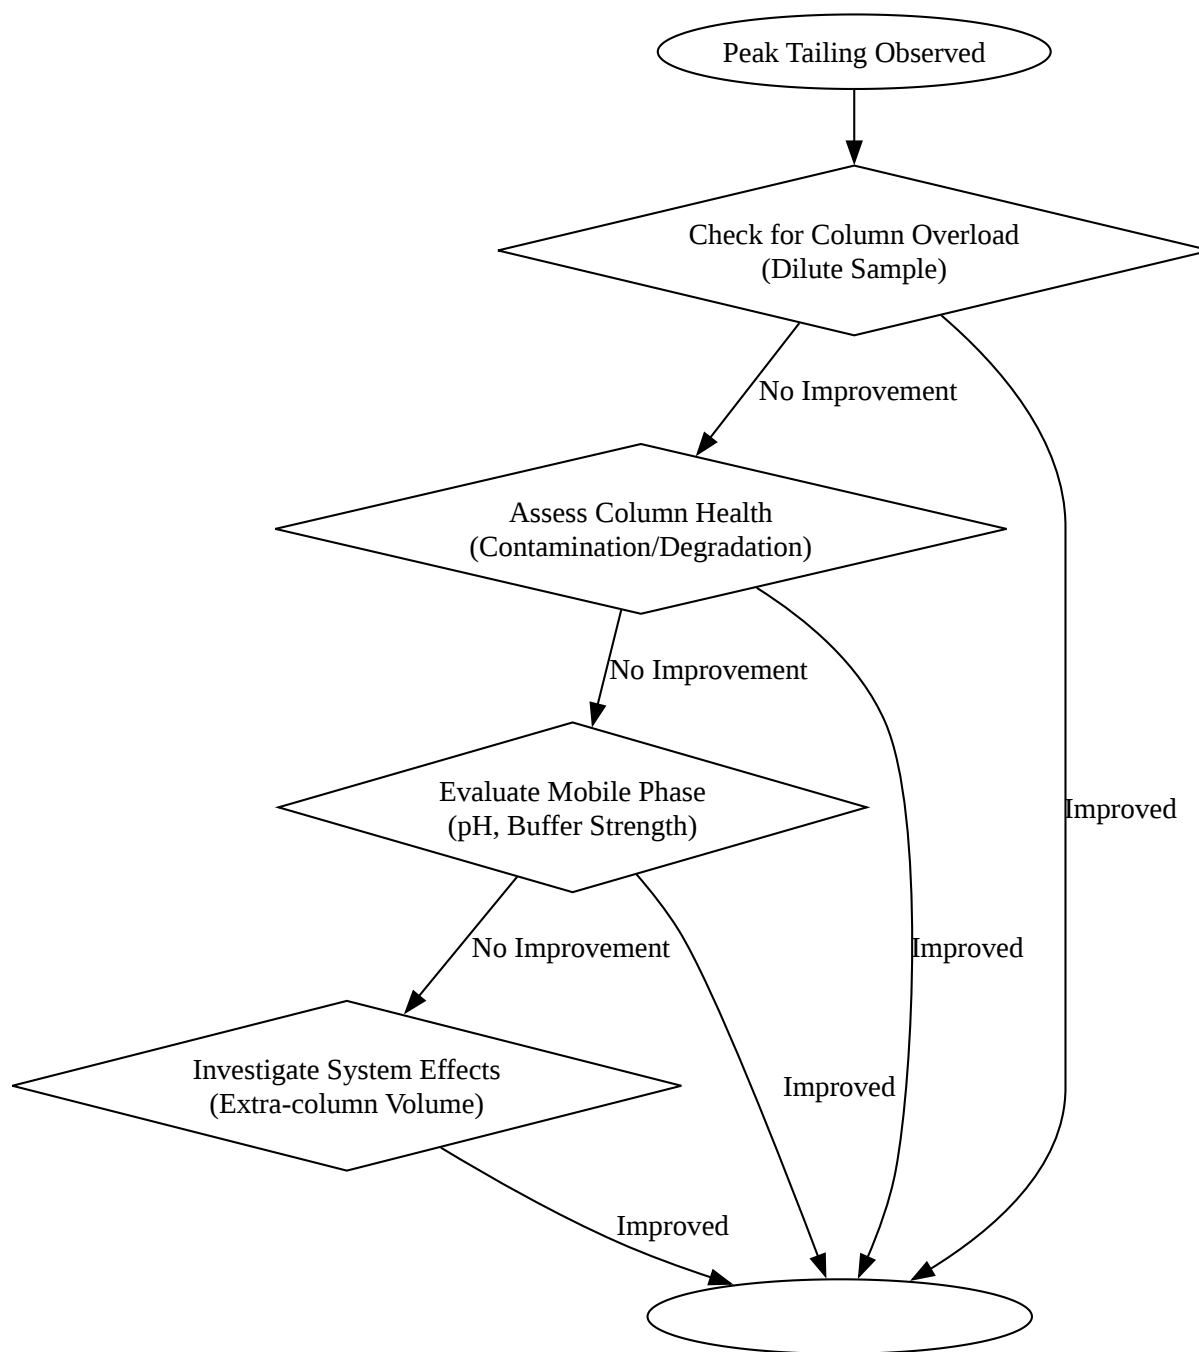 Peak Tailing Observed
Check for Column Overload
(Dilute Sample)
No Improvement
Assess Column Health
(Contamination/Degradation)
No Improvement
Evaluate Mobile Phase
(pH, Buffer Strength)
Improved
No Improvement
Improved
Investigate System Effects
(Extra-column Volume)
Improved
Improved